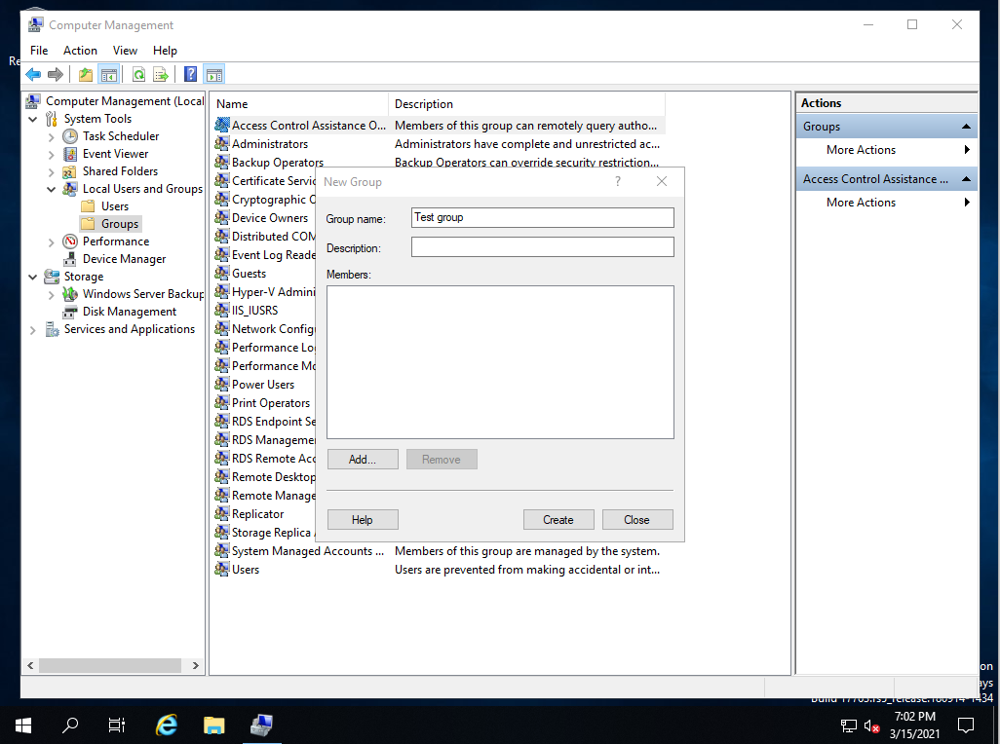 Computer Management
Re
File Action View Help
Computer Management (Local
System Tools
Task Scheduler
Event Viewer
Shared Folders
Local Users and Groups
Users
Groups
Performance
Device Manager
Storage
Windows Server Backup
Disk Management
Services and Applications
Name Description
Access Control Assistance O... Members of this group can remotely query autho...
Administrators Administrators have complete and unrestricted ac...
Backup Operators Backup Operators can override security restriction...
Certificate Servic
Cryptographic O
Device Owners
Distributed COM
Event Log Reade
Guests
Hyper-V Admini
IIS_IUSRS
Network Configu
Performance Log
Performance Mo
Power Users
Print Operators
RDS Endpoint Se
RDS Managemen
RDS Remote Acc
Remote Desktop
Remote Manage
Replicator
Storage Replica A
System Managed Accounts ... Members of this group are managed by the system.
Users Users are prevented from making accidental or int...
New Group
?
Group name: Test group
Description:
Members:
Add... Remove
Help Create Close
Actions
Groups
More Actions
Access Control Assistance ...
More Actions
on
ays
Build 17763.rs5_release.180914-1434
7:02 PM
3/15/2021